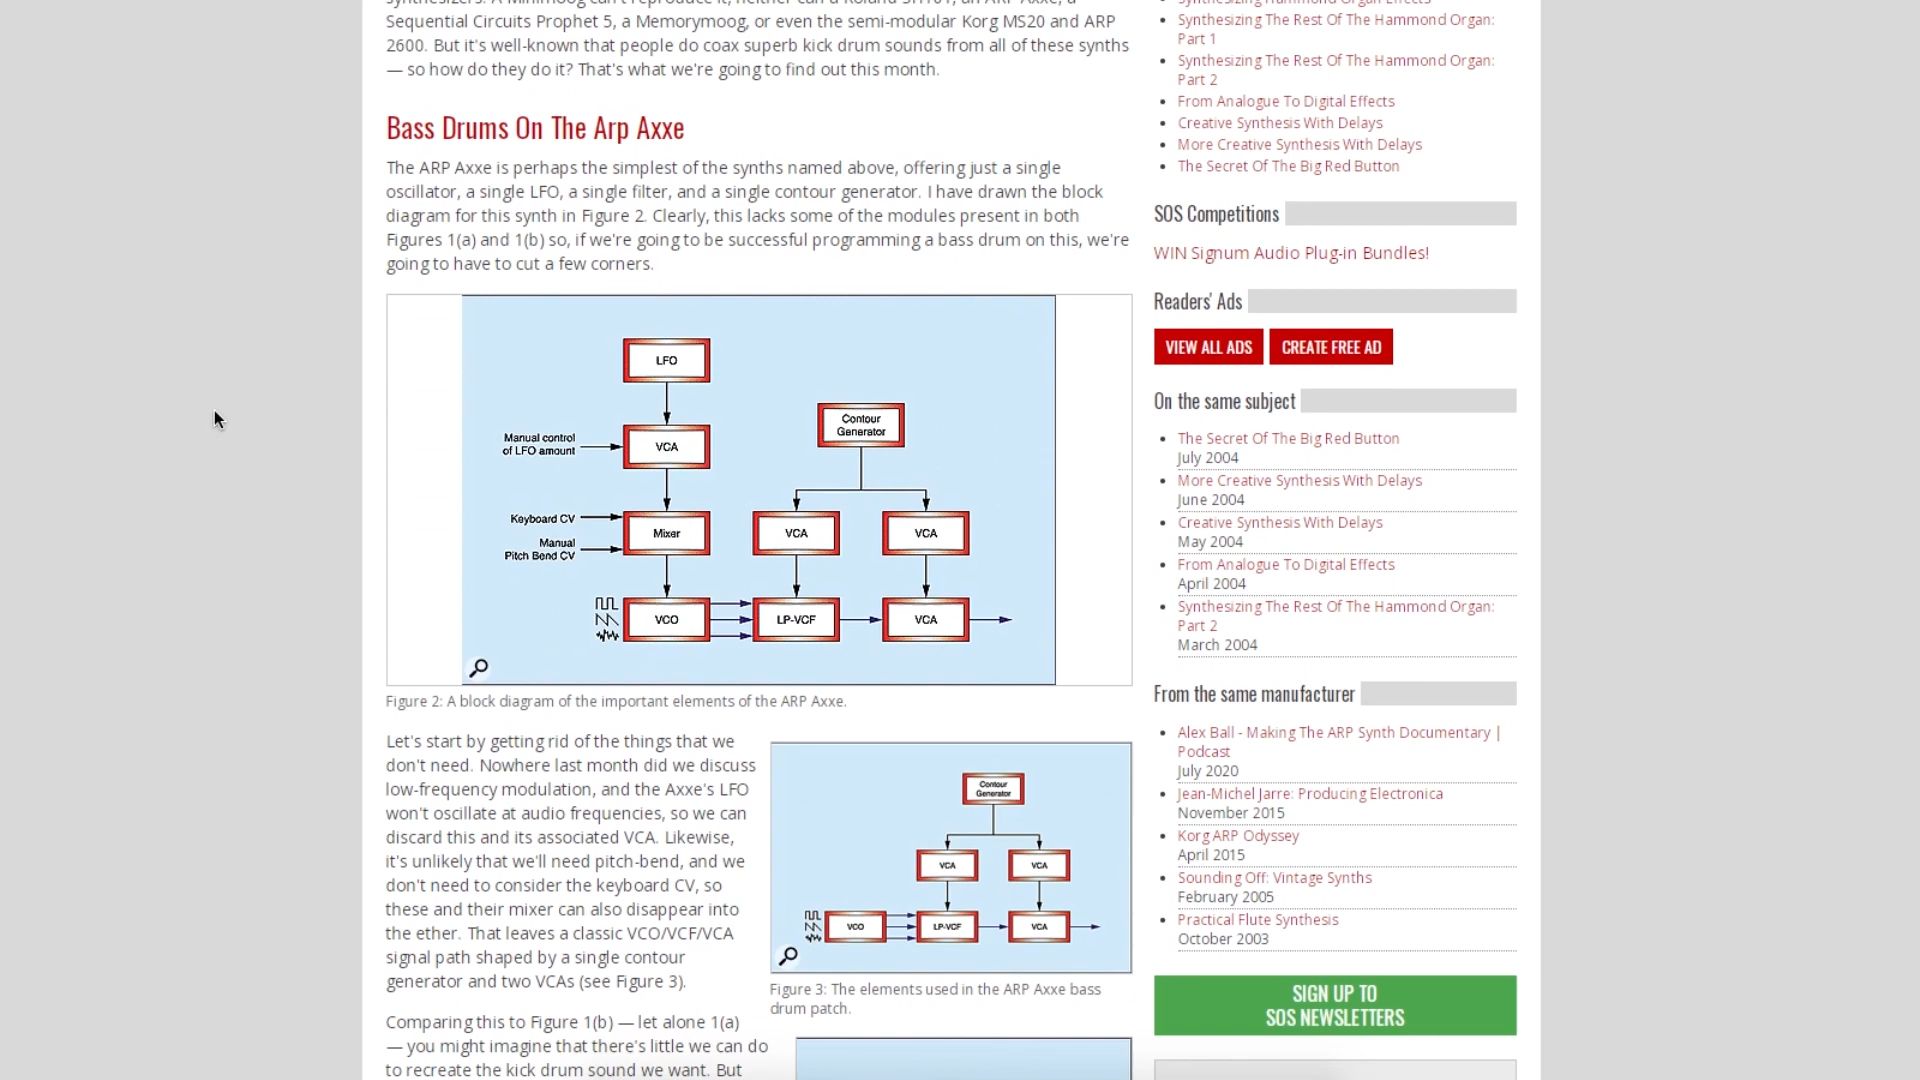 Sequential Circuits Prophet 5, a Memorymoog, or even the semi-modular Korg MS20 and ARP
2600. But it's well-known that people do coax superb kick drum sounds from all of these synths
— so how do they do it? That's what we're going to find out this month.
Bass Drums On The Arp Axxe
The ARP Axxe is perhaps the simplest of the synths named above, offering just a single
oscillator, a single LFO, a single filter, and a single contour generator. I have drawn the block
diagram for this synth in Figure 2. Clearly, this lacks some of the modules present in both
Figures 1(a) and 1(b) so, if we're going to be successful programming a bass drum on this, we're
going to have to cut a few corners.
LFO
Contour
Generator
Manual control
of LFO amount
VCA
Keyboard CV
Manual
Pitch Bend CV
Mixer
VCA
VCA
VCO
LP-VCF
VCA
Figure 2: A block diagram of the important elements of the ARP Axxe.
Let's start by getting rid of the things that we
don't need. Nowhere last month did we discuss
low-frequency modulation, and the Axxe's LFO
won't oscillate at audio frequencies, so we can
discard this and its associated VCA. Likewise,
it's unlikely that we'll need pitch-bend, and we
don't need to consider the keyboard CV, so
these and their mixer can also disappear into
the ether. That leaves a classic VCO/VCF/VCA
signal path shaped by a single contour
generator and two VCAs (see Figure 3).
Contour
Generator
VCA
VCA
VCO
LP-VCF
VCA
Figure 3: The elements used in the ARP Axxe bass
drum patch.
Comparing this to Figure 1(b) — let alone 1(a)
— you might imagine that there's little we can do
to recreate the kick drum sound we want. But
Synthesizing The Rest Of The Hammond Organ:
Part 1
Synthesizing The Rest Of The Hammond Organ:
Part 2
From Analogue To Digital Effects
Creative Synthesis With Delays
More Creative Synthesis With Delays
The Secret Of The Big Red Button
SOS Competitions
WIN Signum Audio Plug-in Bundles!
Readers' Ads
VIEW ALL ADS
CREATE FREE AD
On the same subject
The Secret Of The Big Red Button
July 2004
More Creative Synthesis With Delays
June 2004
Creative Synthesis With Delays
May 2004
From Analogue To Digital Effects
April 2004
Synthesizing The Rest Of The Hammond Organ:
Part 2
March 2004
From the same manufacturer
Alex Ball - Making The ARP Synth Documentary |
Podcast
July 2020
Jean-Michel Jarre: Producing Electronica
November 2015
Korg ARP Odyssey
April 2015
Sounding Off: Vintage Synths
February 2005
Practical Flute Synthesis
October 2003
SIGN UP TO
SOS NEWSLETTERS